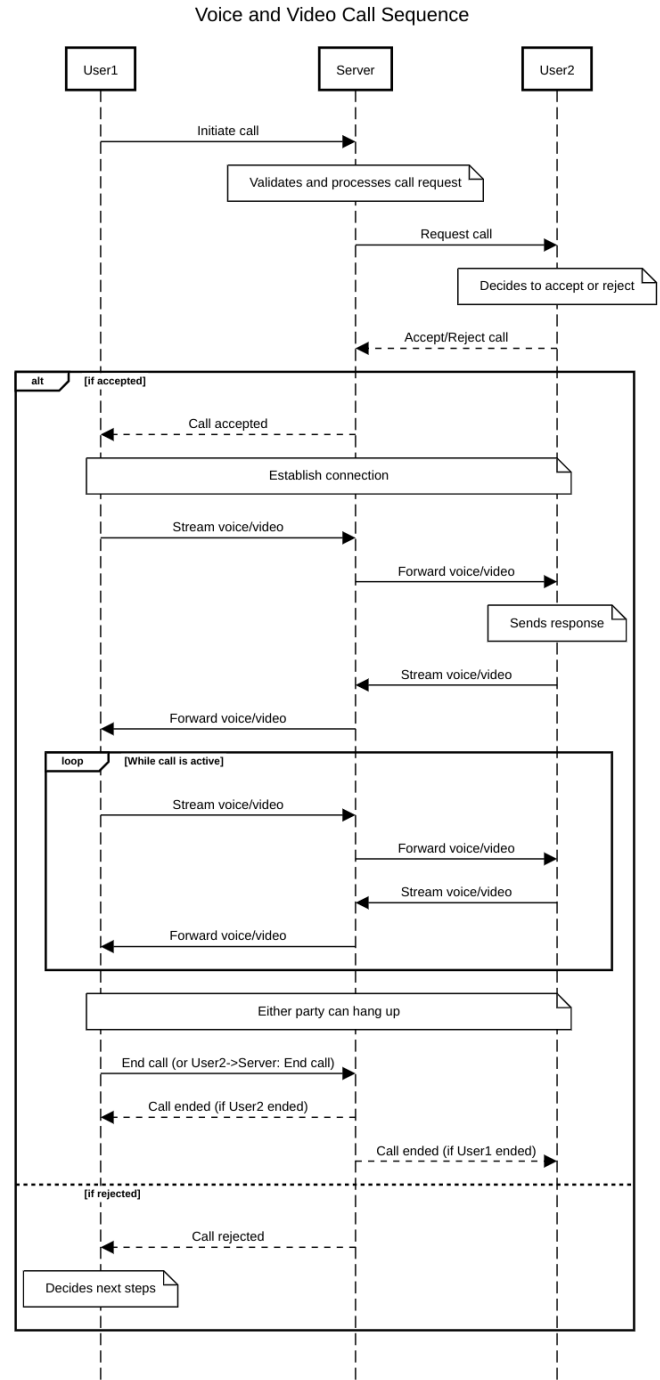 Voice and Video Call Sequence
User1
Server
User2
Initiate call
Validates and processes call request
Request call
Decides to accept or reject
Accept/Reject call
alt
[if accepted]
Call accepted
Establish connection
Stream voice/video
Forward voice/video
Sends response
Stream voice/video
Forward voice/video
loop
[While call is active]
Stream voice/video
Forward voice/video
Stream voice/video
Forward voice/video
Either party can hang up
End call (or User2->Server: End call)
Call ended (if User2 ended)
Call ended (if User1 ended)
[if rejected]
Call rejected
Decides next steps